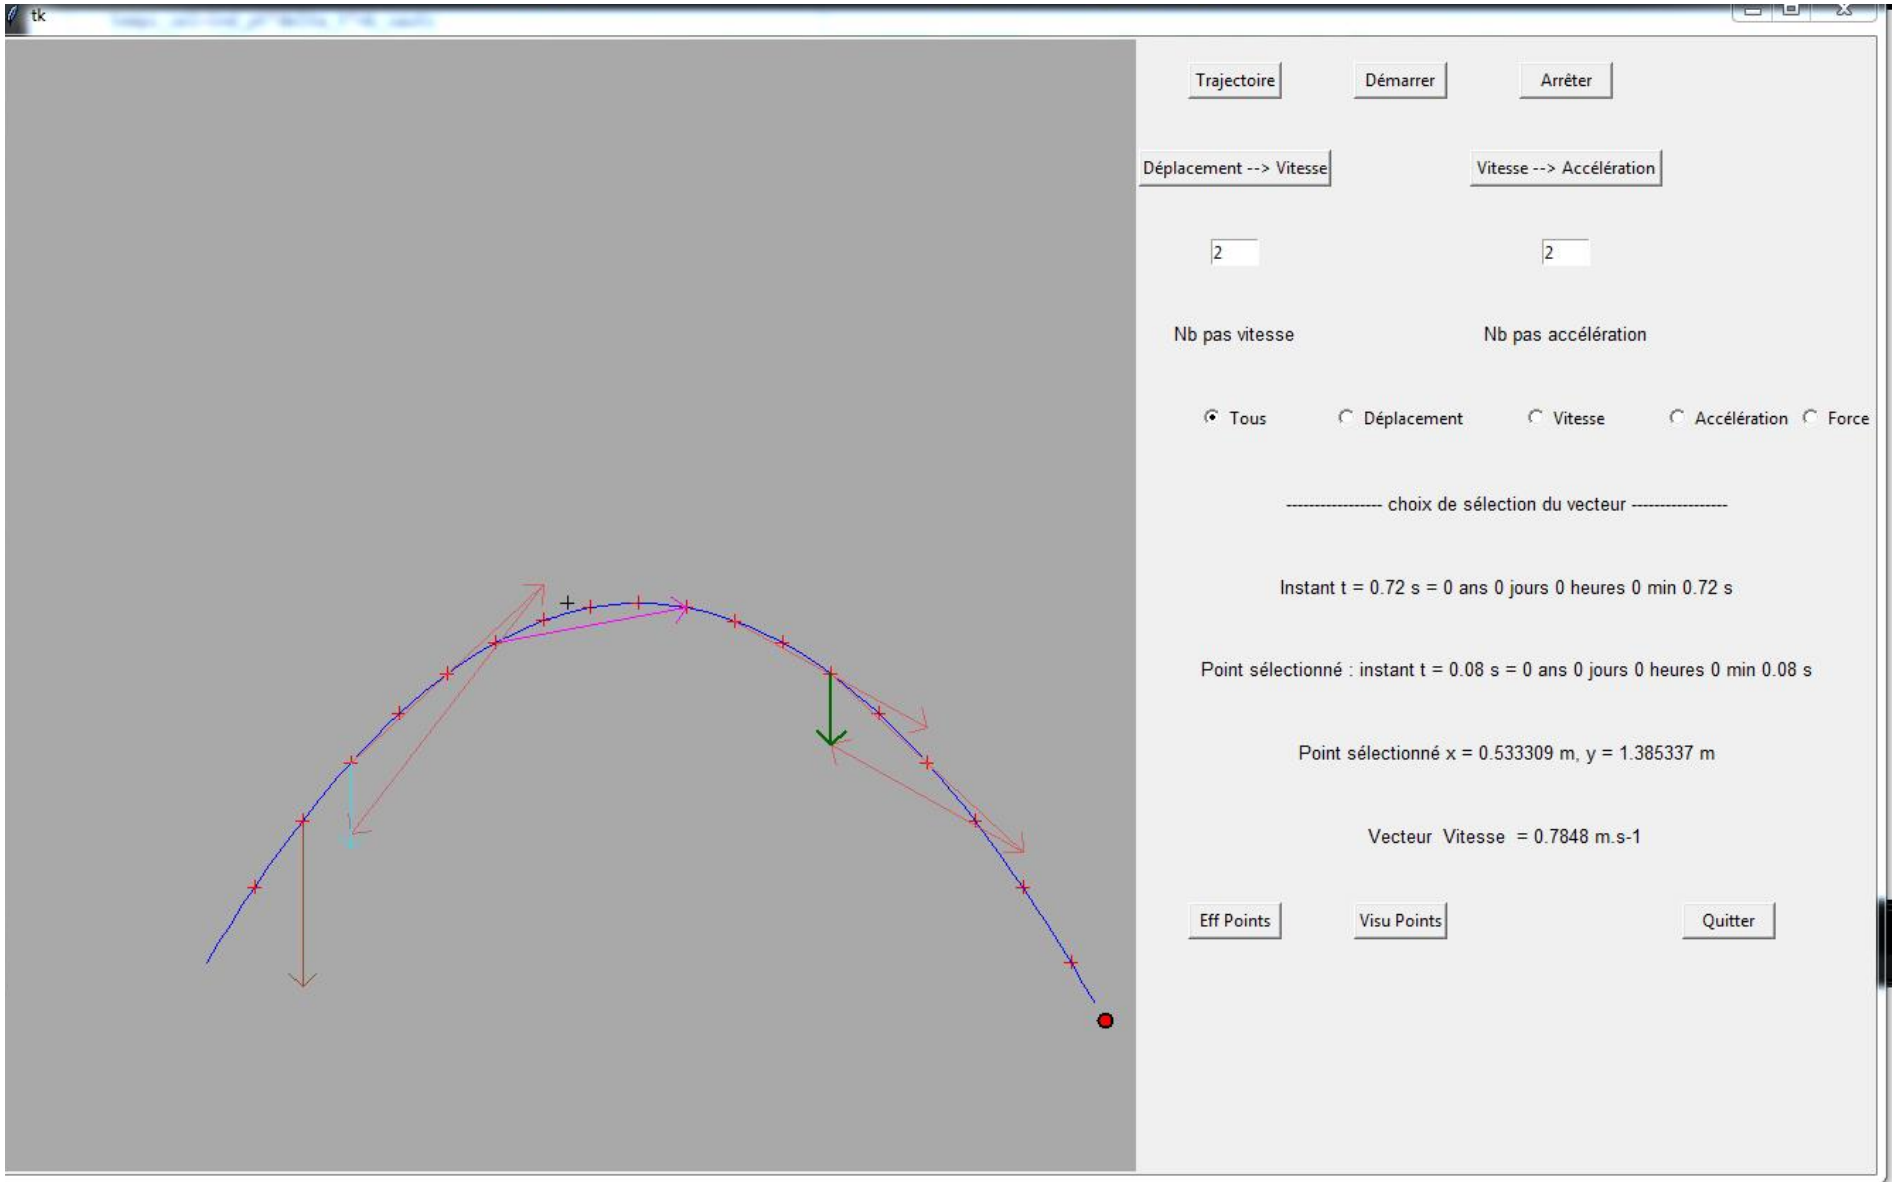 tk
Trajectoire Démarrer Arrêter
Déplacement --> Vitesse Vitesse --> Accélération
2 2
Nb pas vitesse Nb pas accélération
Tous Déplacement Vitesse Accélération Force
----------------- choix de sélection du vecteur -----------------
Instant t = 0.72 s = 0 ans 0 jours 0 heures 0 min 0.72 s
Point sélectionné : instant t = 0.08 s = 0 ans 0 jours 0 heures 0 min 0.08 s
Point sélectionné x = 0.533309 m, y = 1.385337 m
Vecteur Vitesse = 0.7848 m.s-1
Eff Points Visu Points Quitter